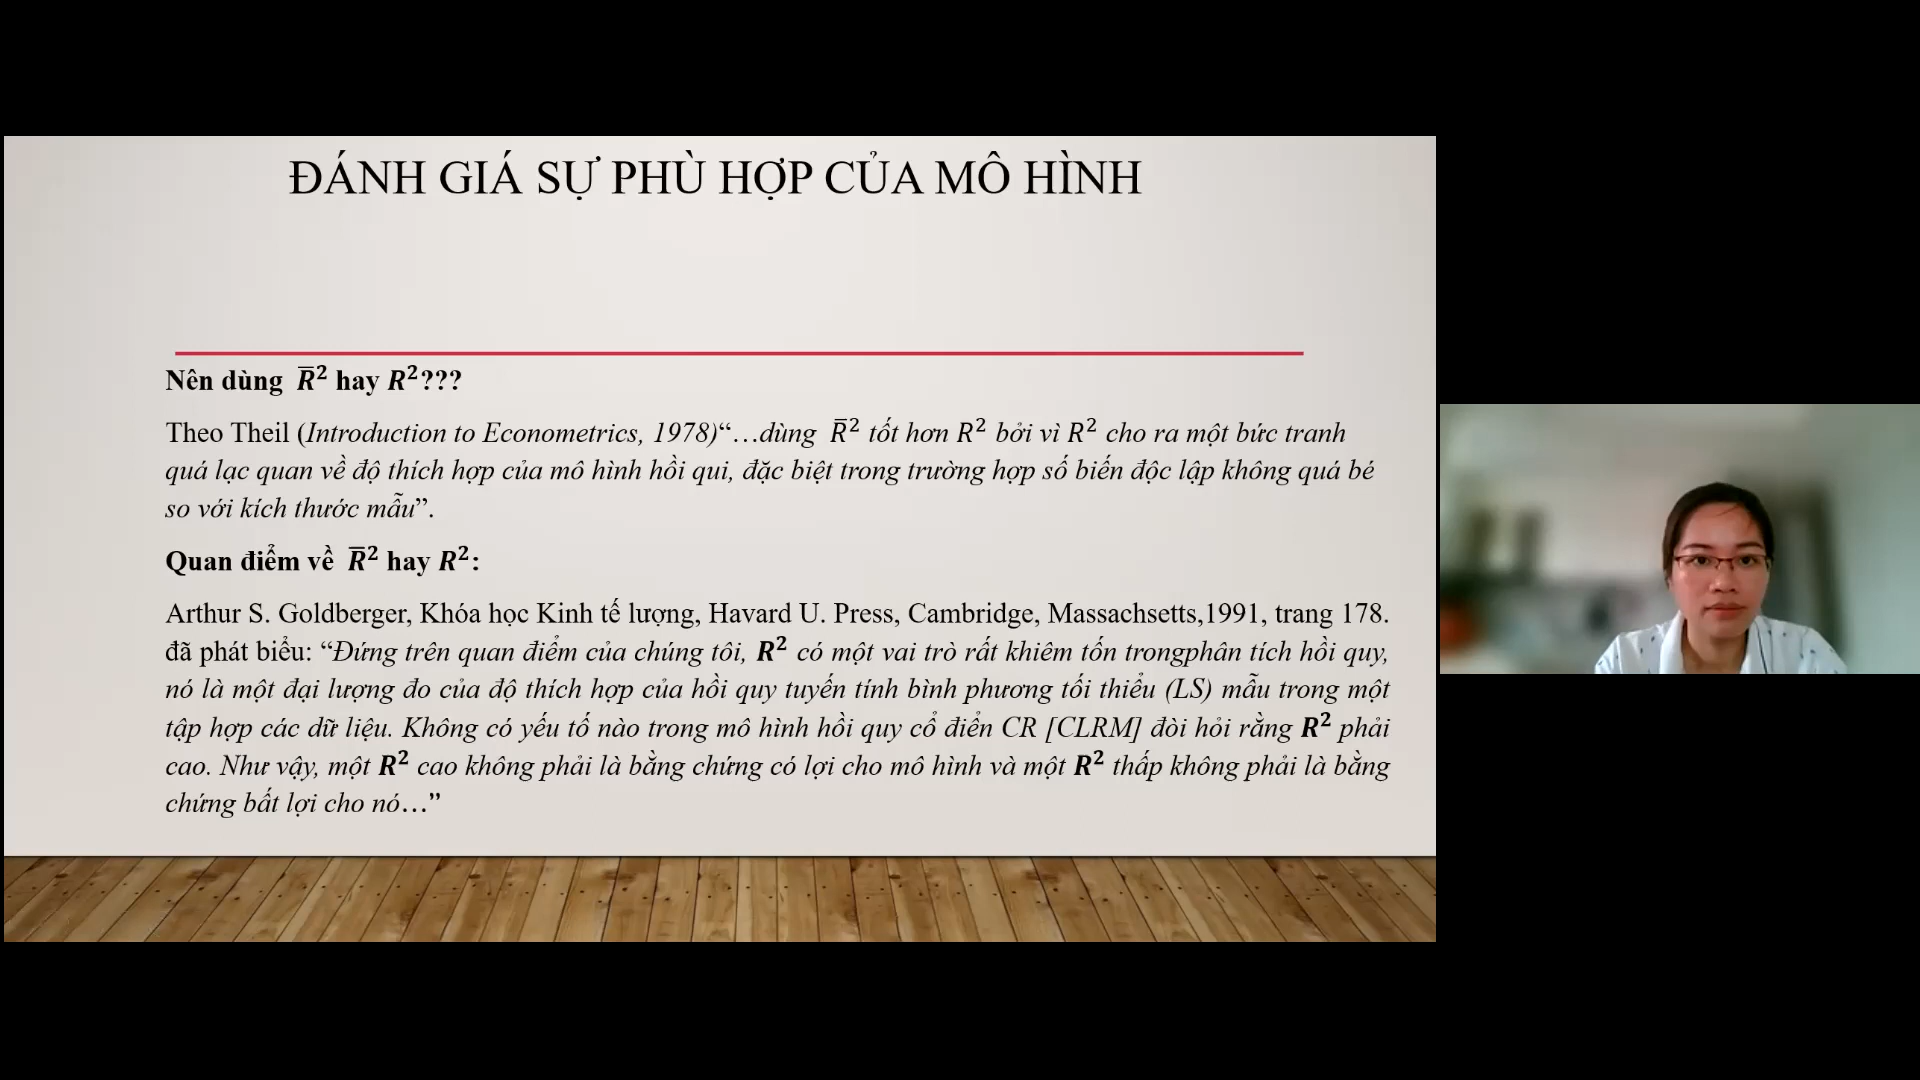 ĐÁNH GIÁ SỰ PHÙ HỢP CỦA MÔ HÌNH
Nên dùng R̅² hay R²???
Theo Theil (Introduction to Econometrics, 1978)“…dùng R̅² tốt hơn R² bởi vì R² cho ra một bức tranh
quá lạc quan về độ thích hợp của mô hình hồi qui, đặc biệt trong trường hợp số biến độc lập không quá bé
so với kích thước mẫu”.
Quan điểm về R̅² hay R²:
Arthur S. Goldberger, Khóa học Kinh tế lượng, Havard U. Press, Cambridge, Massachsetts,1991, trang 178.
đã phát biểu: “Đứng trên quan điểm của chúng tôi, R² có một vai trò rất khiêm tốn trongphân tích hồi quy,
nó là một đại lượng đo của độ thích hợp của hồi quy tuyến tính bình phương tối thiểu (LS) mẫu trong một
tập hợp các dữ liệu. Không có yếu tố nào trong mô hình hồi quy cổ điển CR [CLRM] đòi hỏi rằng R² phải
cao. Như vậy, một R² cao không phải là bằng chứng có lợi cho mô hình và một R² thấp không phải là bằng
chứng bất lợi cho nó…”